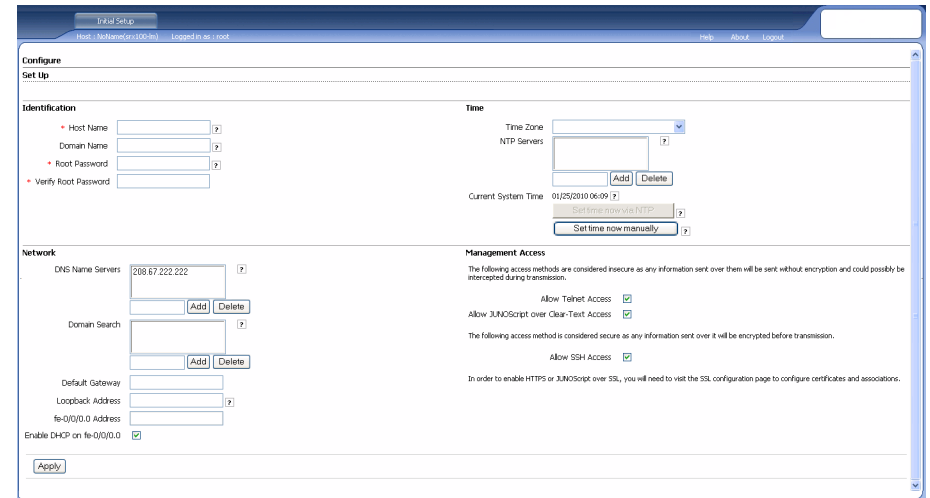 Initial Setup
Host : NoName(srx100-lm) Logged in as : root
Help About Logout
Configure
Set Up
Identification
* Host Name ?
Domain Name ?
* Root Password ?
* Verify Root Password
Time
Time Zone
NTP Servers ?
Add Delete
Current System Time 01/25/2010 06:09 ?
Set time now via NTP ?
Set time now manually ?
Network
DNS Name Servers 208.67.222.222 ?
Add Delete
Domain Search ?
Add Delete
Default Gateway
Loopback Address ?
fe-0/0/0.0 Address
Enable DHCP on fe-0/0/0.0
Management Access
The following access methods are considered insecure as any information sent over them will be sent without encryption and could possibly be
intercepted during transmission.
Allow Telnet Access
Allow JUNOScript over Clear-Text Access
The following access method is considered secure as any information sent over it will be encrypted before transmission.
Allow SSH Access
In order to enable HTTPS or JUNOScript over SSL, you will need to visit the SSL configuration page to configure certificates and associations.
Apply